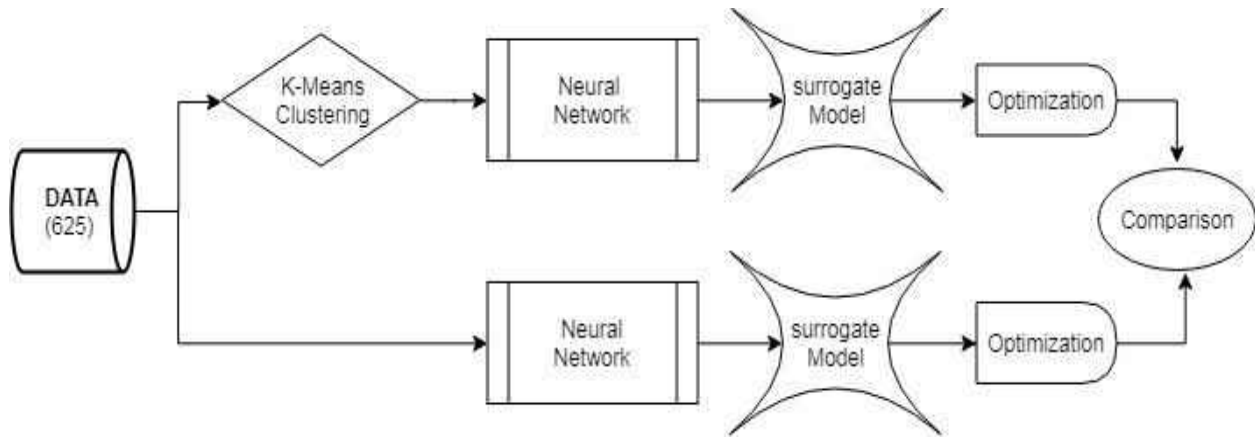 K-Means
Clustering
Neural
Network
surrogate
Model
Optimization
DATA
(625)
Comparison
Neural
Network
surrogate
Model
Optimization